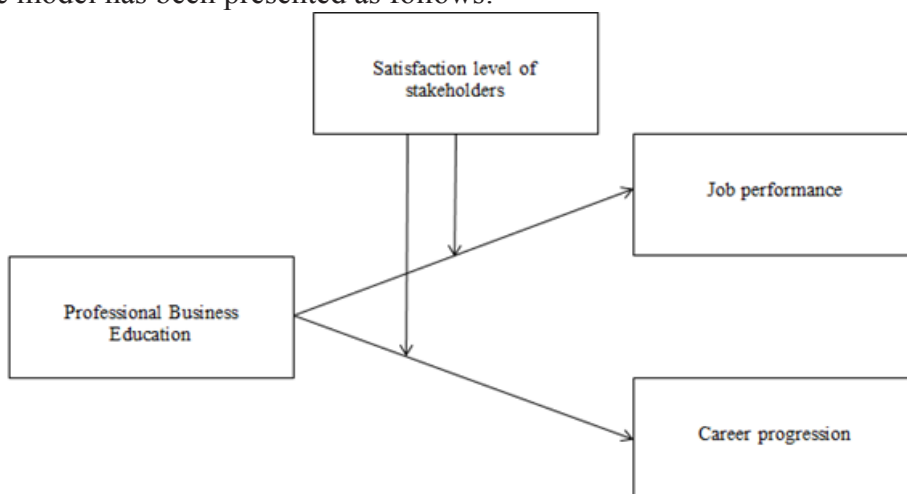 model has been presented as follows:
Satisfaction level of
stakeholders
Job performance
Professional Business
Education
Career progression